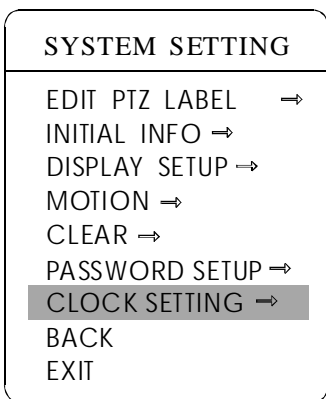 SYSTEM SETTING
EDIT PTZ LABEL ⇒
INITIAL INFO ⇒
DISPLAY SETUP ⇒
MOTION ⇒
CLEAR ⇒
PASSWORD SETUP ⇒
CLOCK SETTING ⇒
BACK
EXIT